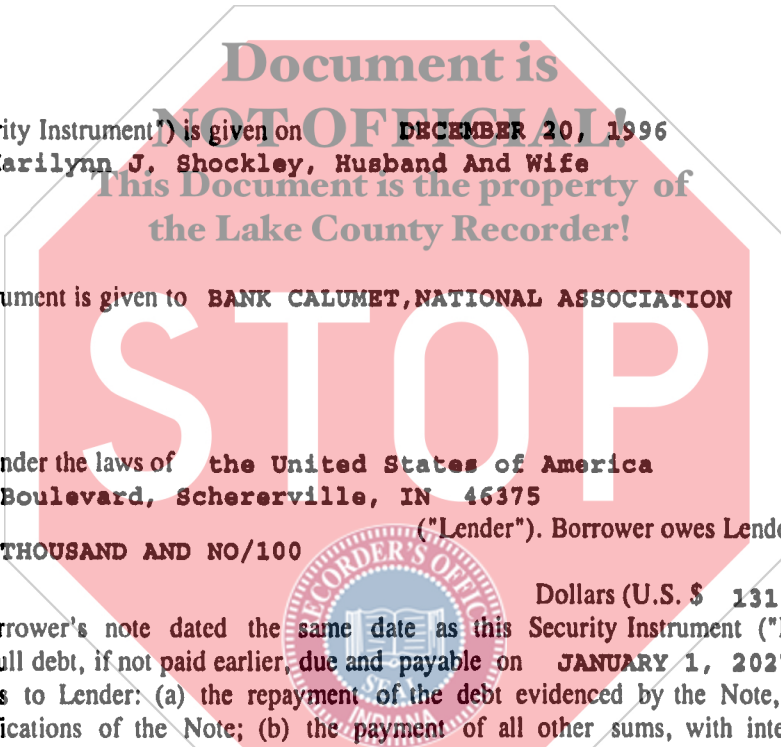 Document is
NOT OFFICIAL!
rity Instrument") is given on DECEMBER 20, 1996
Marilynn J. Shockley, Husband And Wife
This Document is the property of
the Lake County Recorder!
ument is given to BANK CALUMET, NATIONAL ASSOCIATION
STOP
nder the laws of the United States of America
Boulevard, Schererville, IN 46375
("Lender"). Borrower owes Lende
THOUSAND AND NO/100
RECORDER'S OFFIC
Dollars (U.S. $ 131
rrower's note dated the same date as this Security Instrument ("
ull debt, if not paid earlier, due and payable on JANUARY 1, 202
s to Lender: (a) the repayment of the debt evidenced by the Note,
SEAL
ications of the Note; (b) the payment of all other sums, with inte